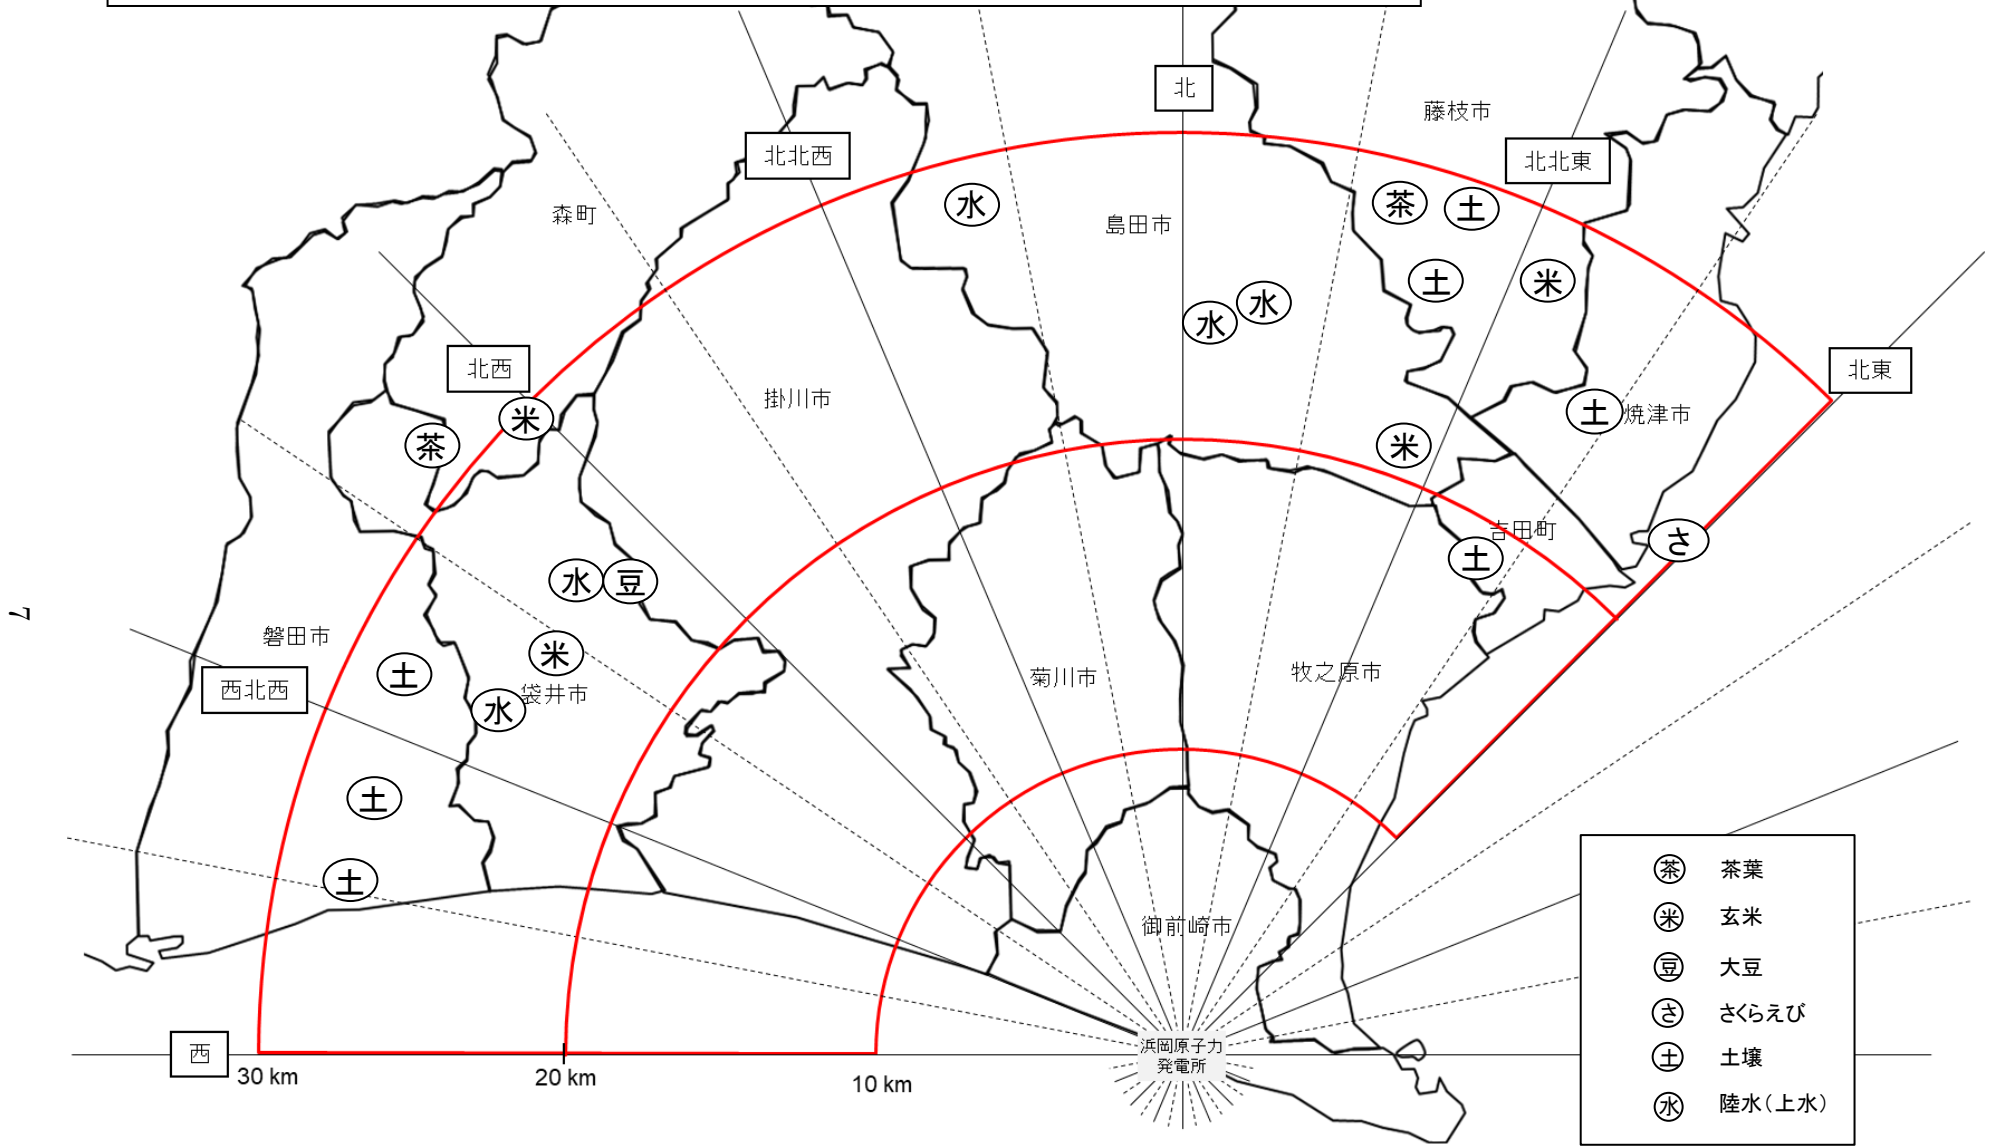 北
藤枝市
北北西
北北東
森町
水
茶
土
島田市
土
米
水
水
北西
北東
掛川市
米
土
焼津市
茶
米
吉田町
さ
土
水
豆
7
磐田市
米
土
袋井市
菊川市
牧之原市
西北西
水
土
土
御前崎市
西
浜岡原子力
発電所
30 km
20 km
10 km
茶 茶葉
米 玄米
豆 大豆
さ さくらえび
土 土壌
水 陸水(上水)